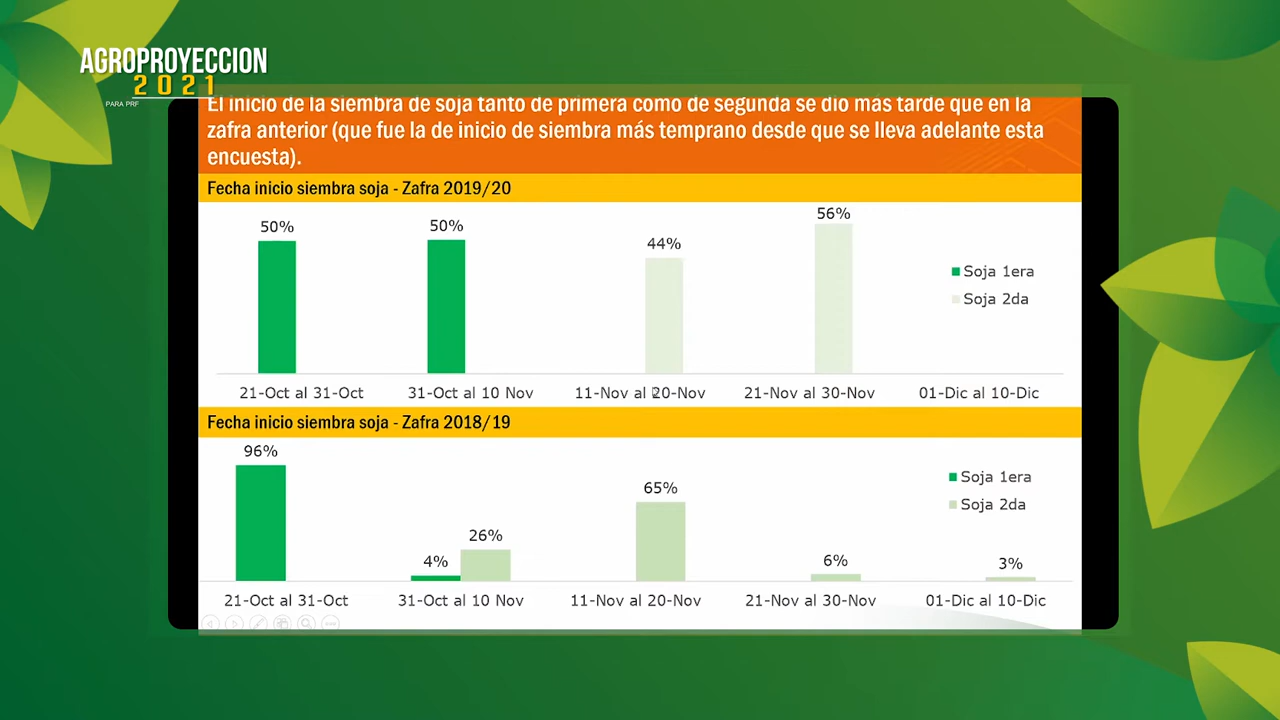 AGROPROYECCION
2021
PARA PRF
El inicio de la siembra de soja tanto de primera como de segunda se dio más tarde que en la
zafra anterior (que fue la de inicio de siembra más temprano desde que se lleva adelante esta
encuesta).
Fecha inicio siembra soja - Zafra 2019/20
50%
50%
44%
56%
Soja 1era
Soja 2da
21-Oct al 31-Oct
31-Oct al 10 Nov
11-Nov al 20-Nov
21-Nov al 30-Nov
01-Dic al 10-Dic
Fecha inicio siembra soja - Zafra 2018/19
96%
4%
26%
65%
6%
3%
Soja 1era
Soja 2da
21-Oct al 31-Oct
31-Oct al 10 Nov
11-Nov al 20-Nov
21-Nov al 30-Nov
01-Dic al 10-Dic